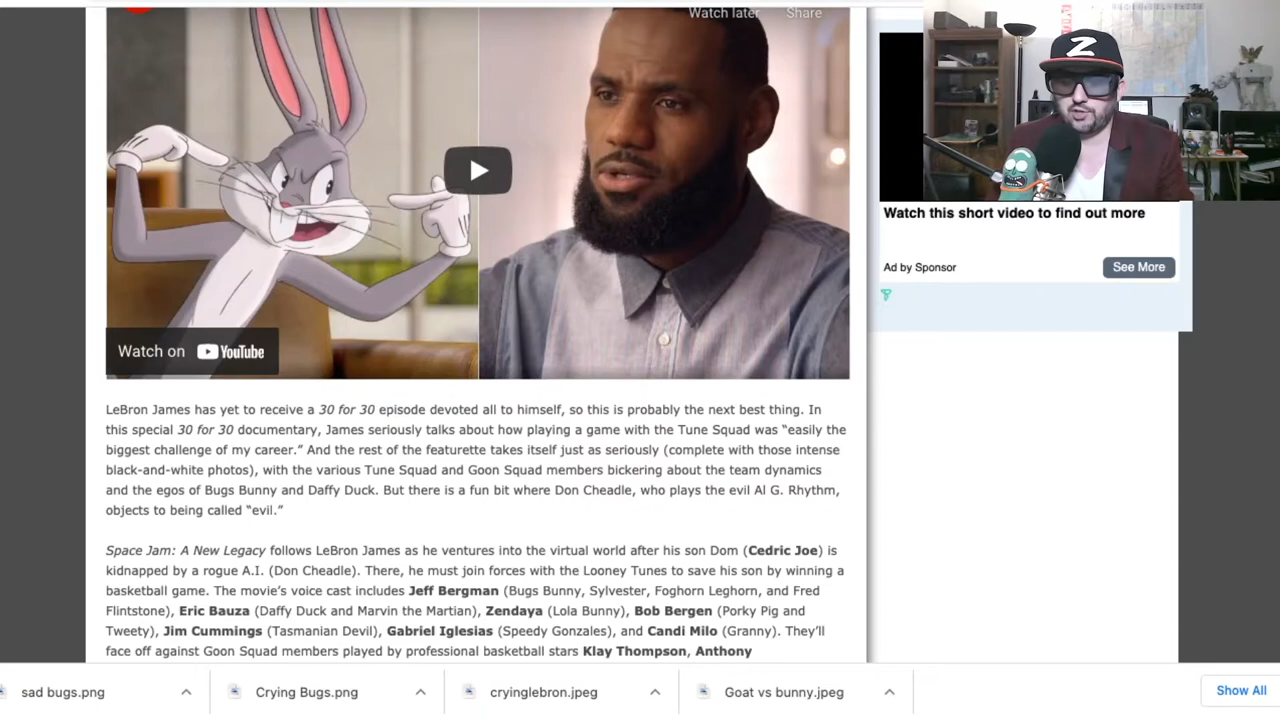 Watch later Share
Z
Watch on YouTube
Watch this short video to find out more
Ad by Sponsor
See More
LeBron James has yet to receive a 30 for 30 episode devoted all to himself, so this is probably the next best thing. In
this special 30 for 30 documentary, James seriously talks about how playing a game with the Tune Squad was “easily the
biggest challenge of my career.” And the rest of the featurette takes itself just as seriously (complete with those intense
black-and-white photos), with the various Tune Squad and Goon Squad members bickering about the team dynamics
and the egos of Bugs Bunny and Daffy Duck. But there is a fun bit where Don Cheadle, who plays the evil Al G. Rhythm,
objects to being called “evil.”
Space Jam: A New Legacy follows LeBron James as he ventures into the virtual world after his son Dom (Cedric Joe) is
kidnapped by a rogue A.I. (Don Cheadle). There, he must join forces with the Looney Tunes to save his son by winning a
basketball game. The movie’s voice cast includes Jeff Bergman (Bugs Bunny, Sylvester, Foghorn Leghorn, and Fred
Flintstone), Eric Bauza (Daffy Duck and Marvin the Martian), Zendaya (Lola Bunny), Bob Bergen (Porky Pig and
Tweety), Jim Cummings (Tasmanian Devil), Gabriel Iglesias (Speedy Gonzales), and Candi Milo (Granny). They’ll
face off against Goon Squad members played by professional basketball stars Klay Thompson, Anthony
sad bugs.png
Crying Bugs.png
cryinglebron.jpeg
Goat vs bunny.jpeg
Show All